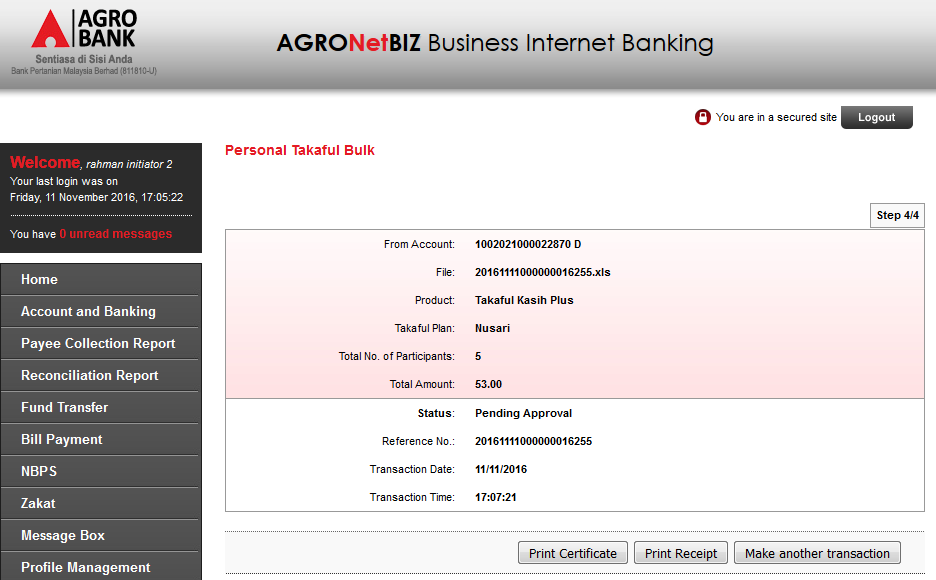 AGRO
BANK
Sentiasa di Sisi Anda
Bank Pertanian Malaysia Berhad (811810-U)
AGRONetBIZ Business Internet Banking
You are in a secured site
Logout
Welcome, rahman initiator 2
Your last login was on
Friday, 11 November 2016, 17:05:22
You have 0 unread messages
Home
Account and Banking
Payee Collection Report
Reconciliation Report
Fund Transfer
Bill Payment
NBPS
Zakat
Message Box
Profile Management
Personal Takaful Bulk
Step 4/4
From Account: 1002021000022870 D
File: 20161111000000016255.xls
Product: Takaful Kasih Plus
Takaful Plan: Nusari
Total No. of Participants: 5
Total Amount: 53.00
Status: Pending Approval
Reference No.: 20161111000000016255
Transaction Date: 11/11/2016
Transaction Time: 17:07:21
Print Certificate
Print Receipt
Make another transaction